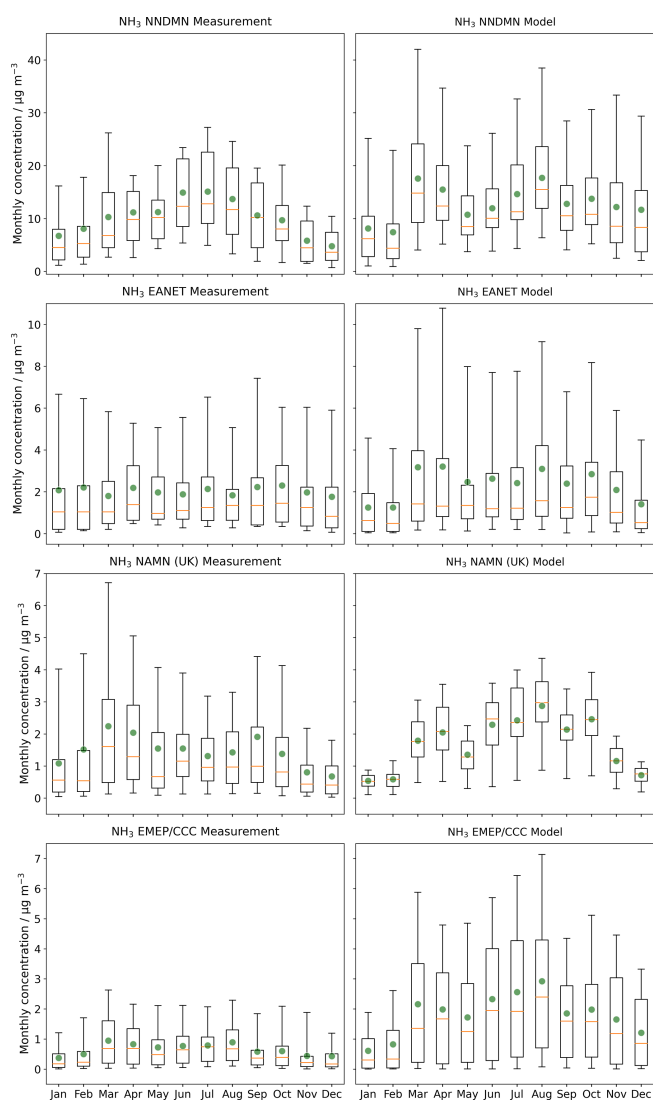 NH₃ NNDMN Measurement
NH₃ NNDMN Model
Monthly concentration / μg m⁻³
40
30
20
10
0
NH₃ EANET Measurement
NH₃ EANET Model
Monthly concentration / μg m⁻³
10
8
6
4
2
0
NH₃ NAMN (UK) Measurement
NH₃ NAMN (UK) Model
Monthly concentration / μg m⁻³
7
6
5
4
3
2
1
0
NH₃ EMEP/CCC Measurement
NH₃ EMEP/CCC Model
Monthly concentration / μg m⁻³
7
6
5
4
3
2
1
0
Jan Feb Mar Apr May Jun Jul Aug Sep Oct Nov Dec
Jan Feb Mar Apr May Jun Jul Aug Sep Oct Nov Dec